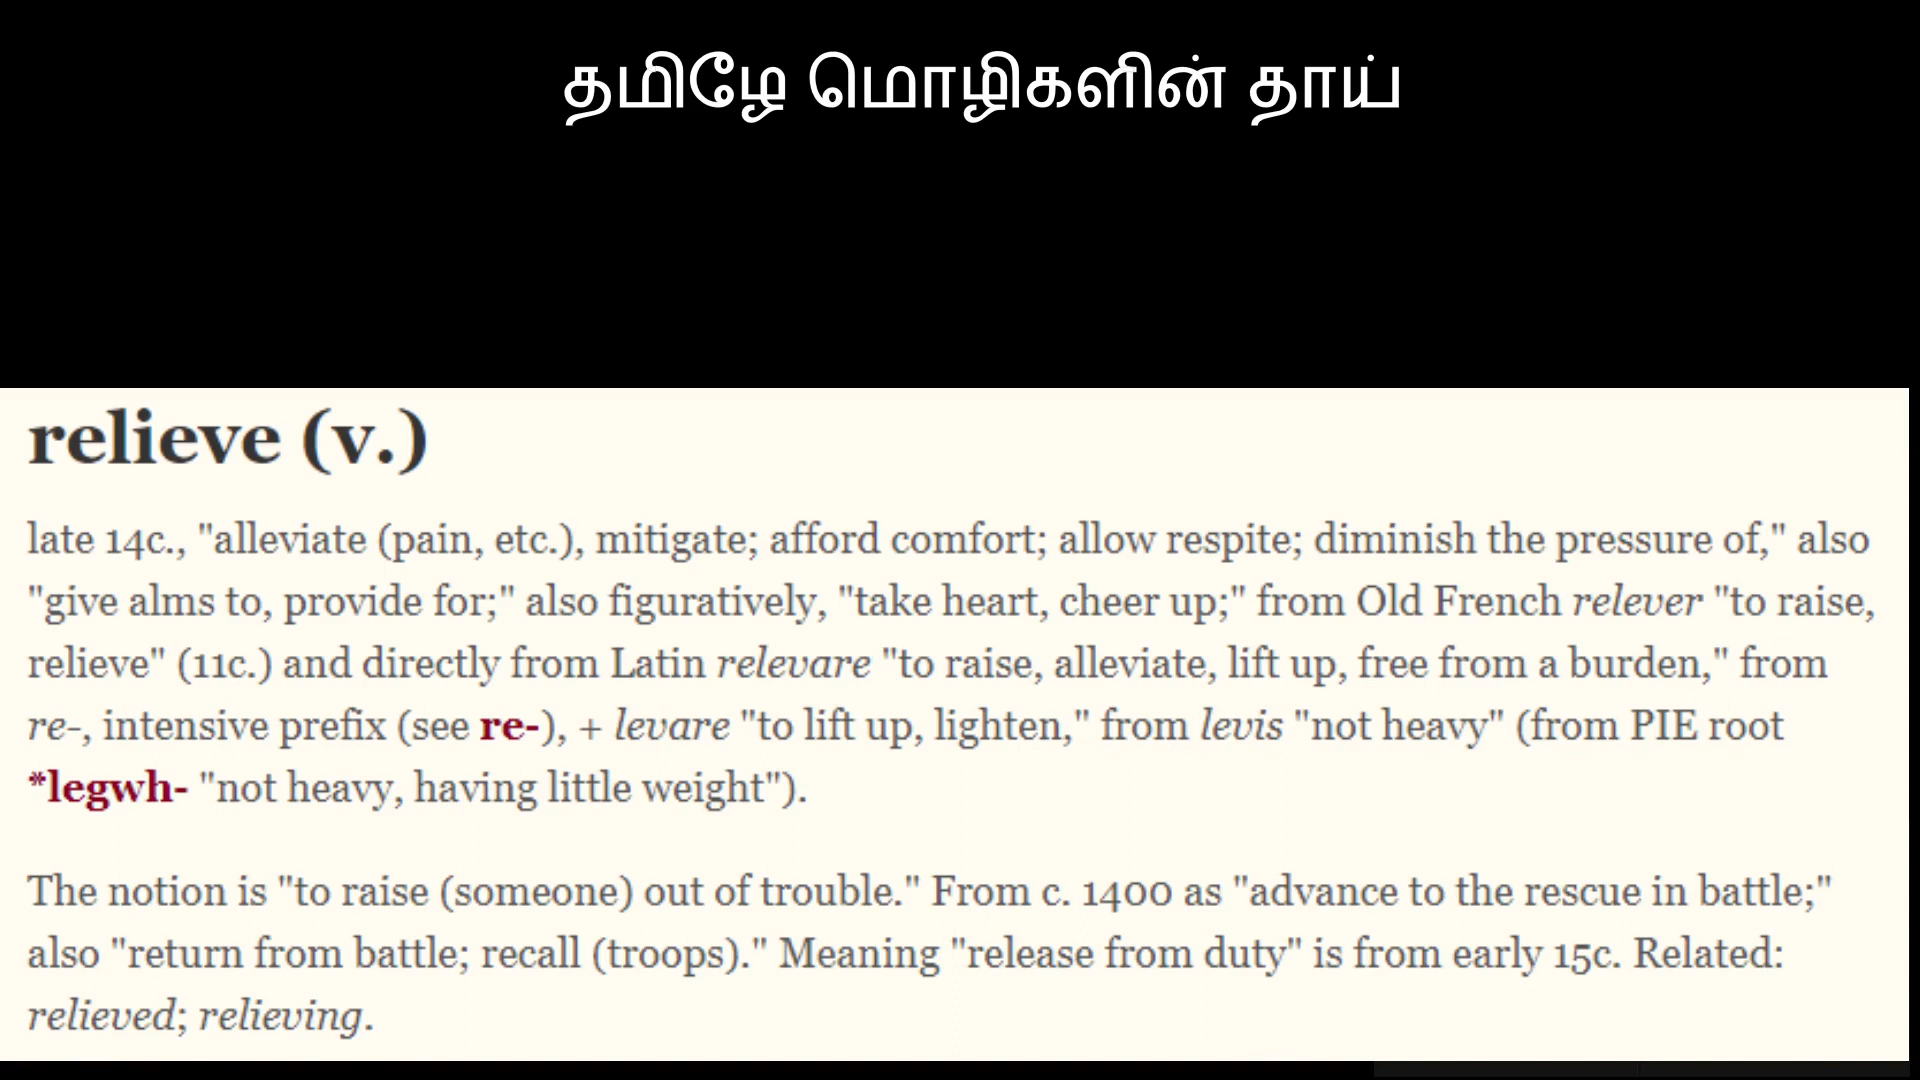 தமிழே மொழிகளின் தாய்
relieve (v.)
late 14c., "alleviate (pain, etc.), mitigate; afford comfort; allow respite; diminish the pressure of," also
"give alms to, provide for;" also figuratively, "take heart, cheer up;" from Old French relever "to raise,
relieve" (11c.) and directly from Latin relevare "to raise, alleviate, lift up, free from a burden," from
re-, intensive prefix (see re-), + levare "to lift up, lighten," from levis "not heavy" (from PIE root
*legwh- "not heavy, having little weight").
The notion is "to raise (someone) out of trouble." From c. 1400 as "advance to the rescue in battle;"
also "return from battle; recall (troops)." Meaning "release from duty" is from early 15c. Related:
relieved; relieving.